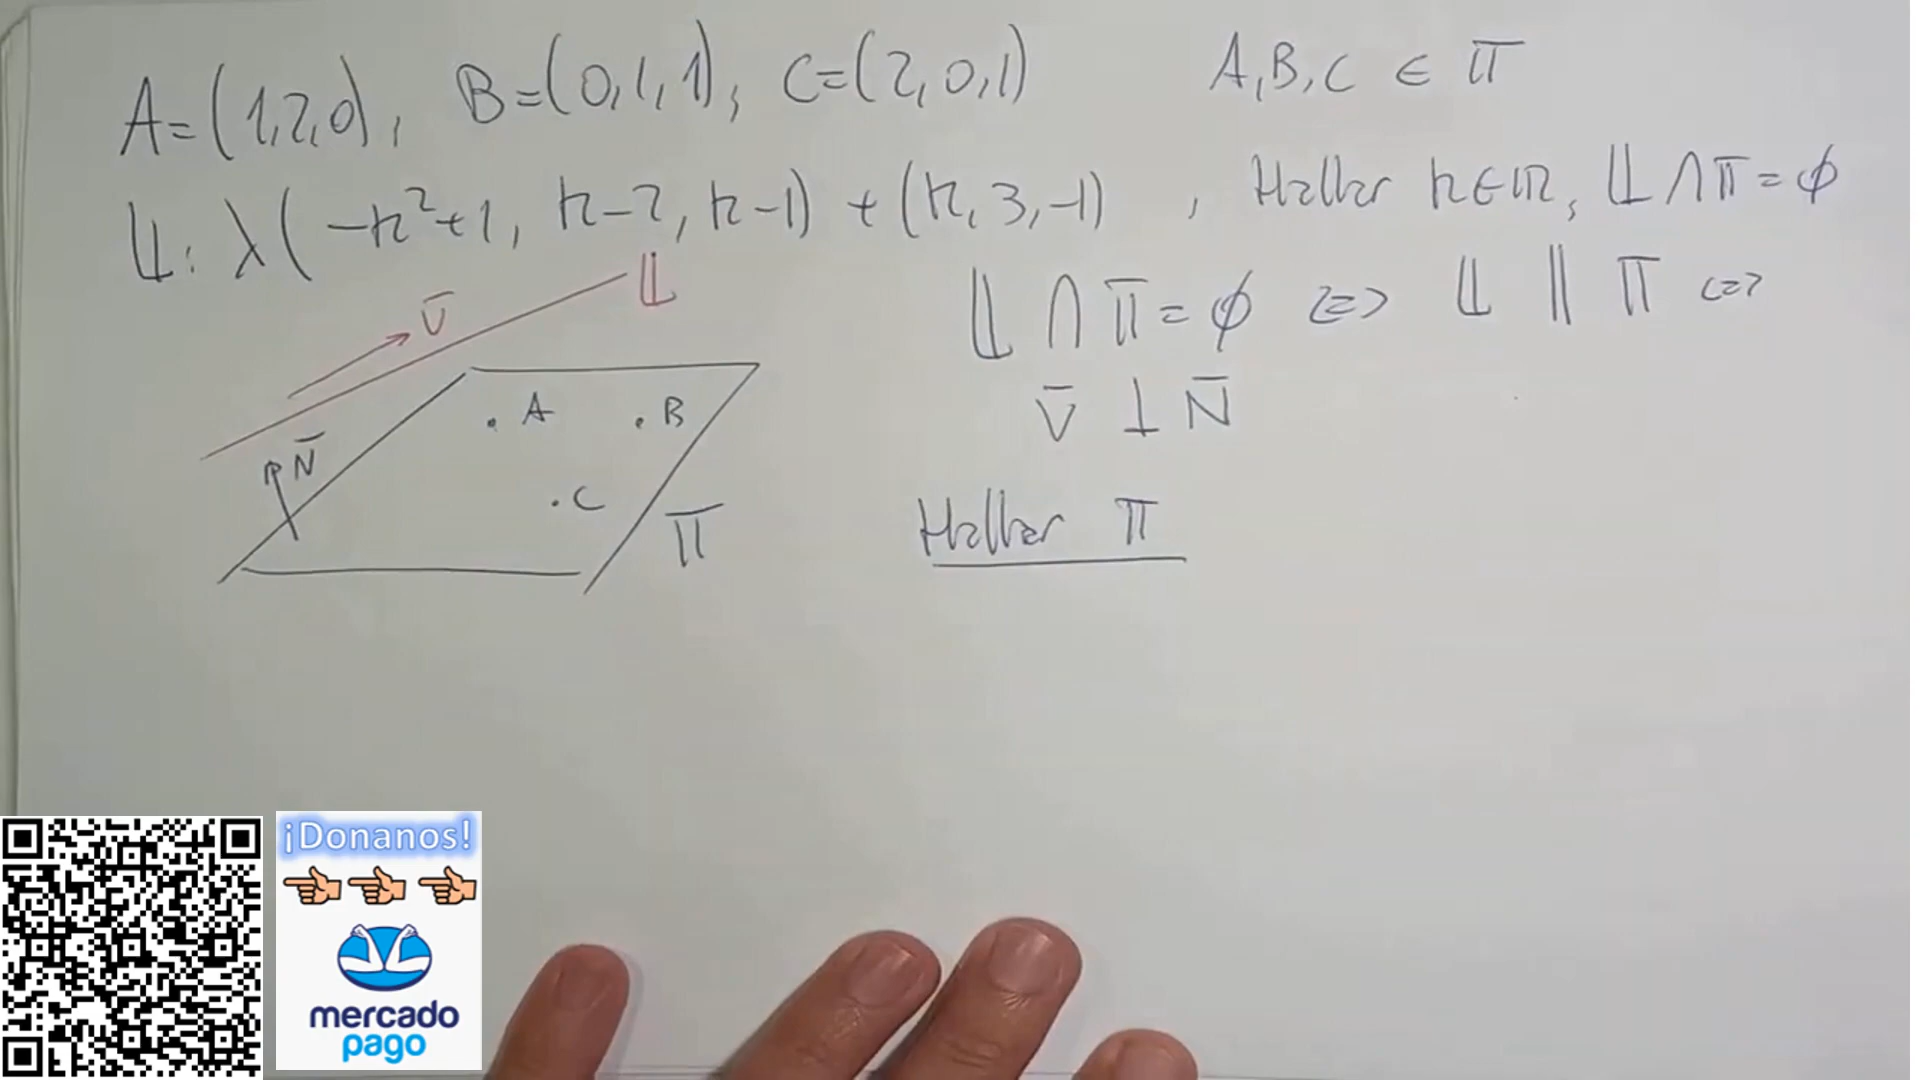 A=(1,2,0), B=(0,1,1), C=(2,0,1) A,B,C ∈ Π
𝕃: λ(-k²+1, k-2, k-1) + (k,3,-1) , Hallar k∈ℝ, 𝕃∩Π=∅
𝕃 ∩ Π = ∅ ⇔ 𝕃 ∥ Π ⇔
V̄ ⊥ N̄
Hallar Π
V̄
𝕃
N̄
A
B
C
Π
¡Donanos!
mercado
pago